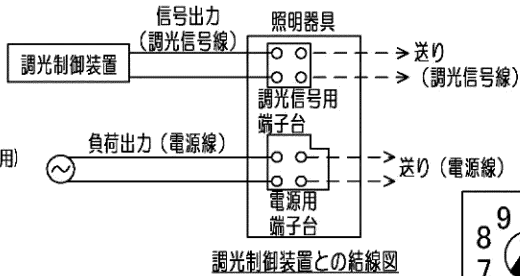 信号出力
(調光信号線)
照明器具
調光制御装置
送り
(調光信号線)
調光信号用
端子台
用)
負荷出力(電源線)
送り(電源線)
電源用
端子台
調光制御装置との結線図
9
8
7